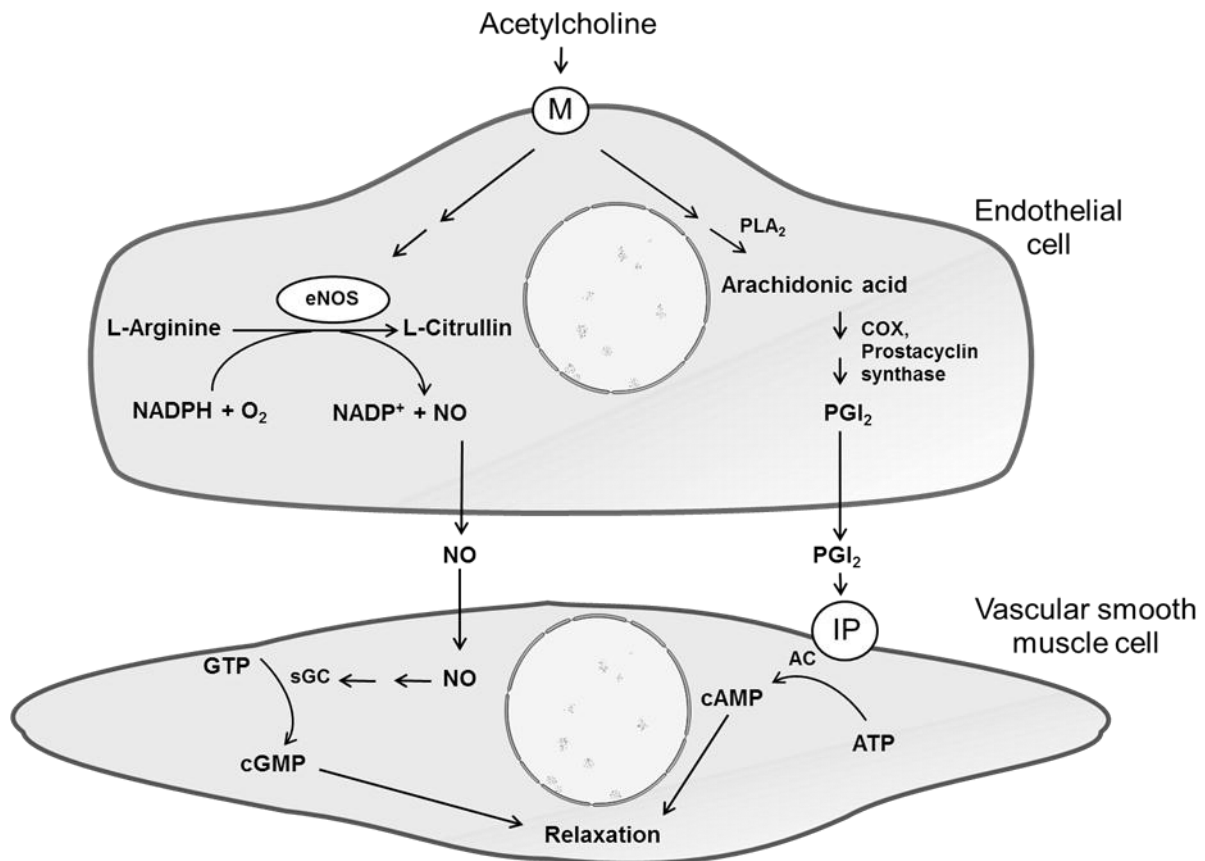 Acetylcholine
M
Endothelial
cell
PLA₂
Arachidonic acid
eNOS
L-Arginine
L-Citrullin
COX,
Prostacyclin
synthase
NADPH + O₂
NADP⁺ + NO
PGI₂
NO
PGI₂
Vascular smooth
muscle cell
IP
GTP
sGC
NO
AC
cAMP
ATP
cGMP
Relaxation